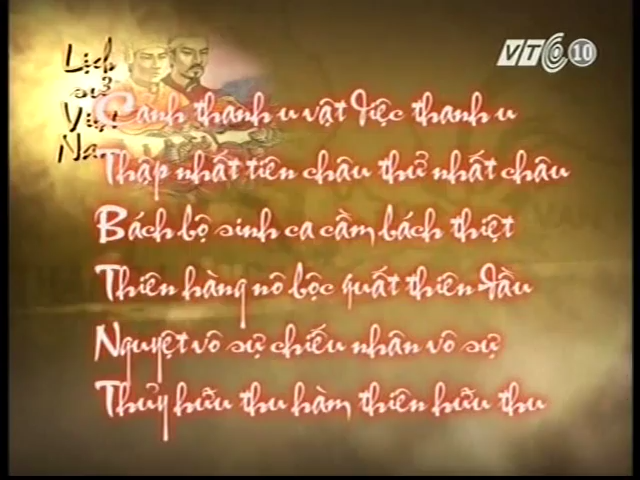 VTC 10
Lịch
sử
Việt
Nam
Cảnh thanh u vật diệc thanh u
Thập nhất tiên châu thử nhất châu
Bách bộ sinh ca cầm bách thiệt
Thiên hàng nô bộc quất thiên đầu
Nguyệt vô sự chiếu nhân vô sự
Thủy hữu thu hàm thiên hữu thu